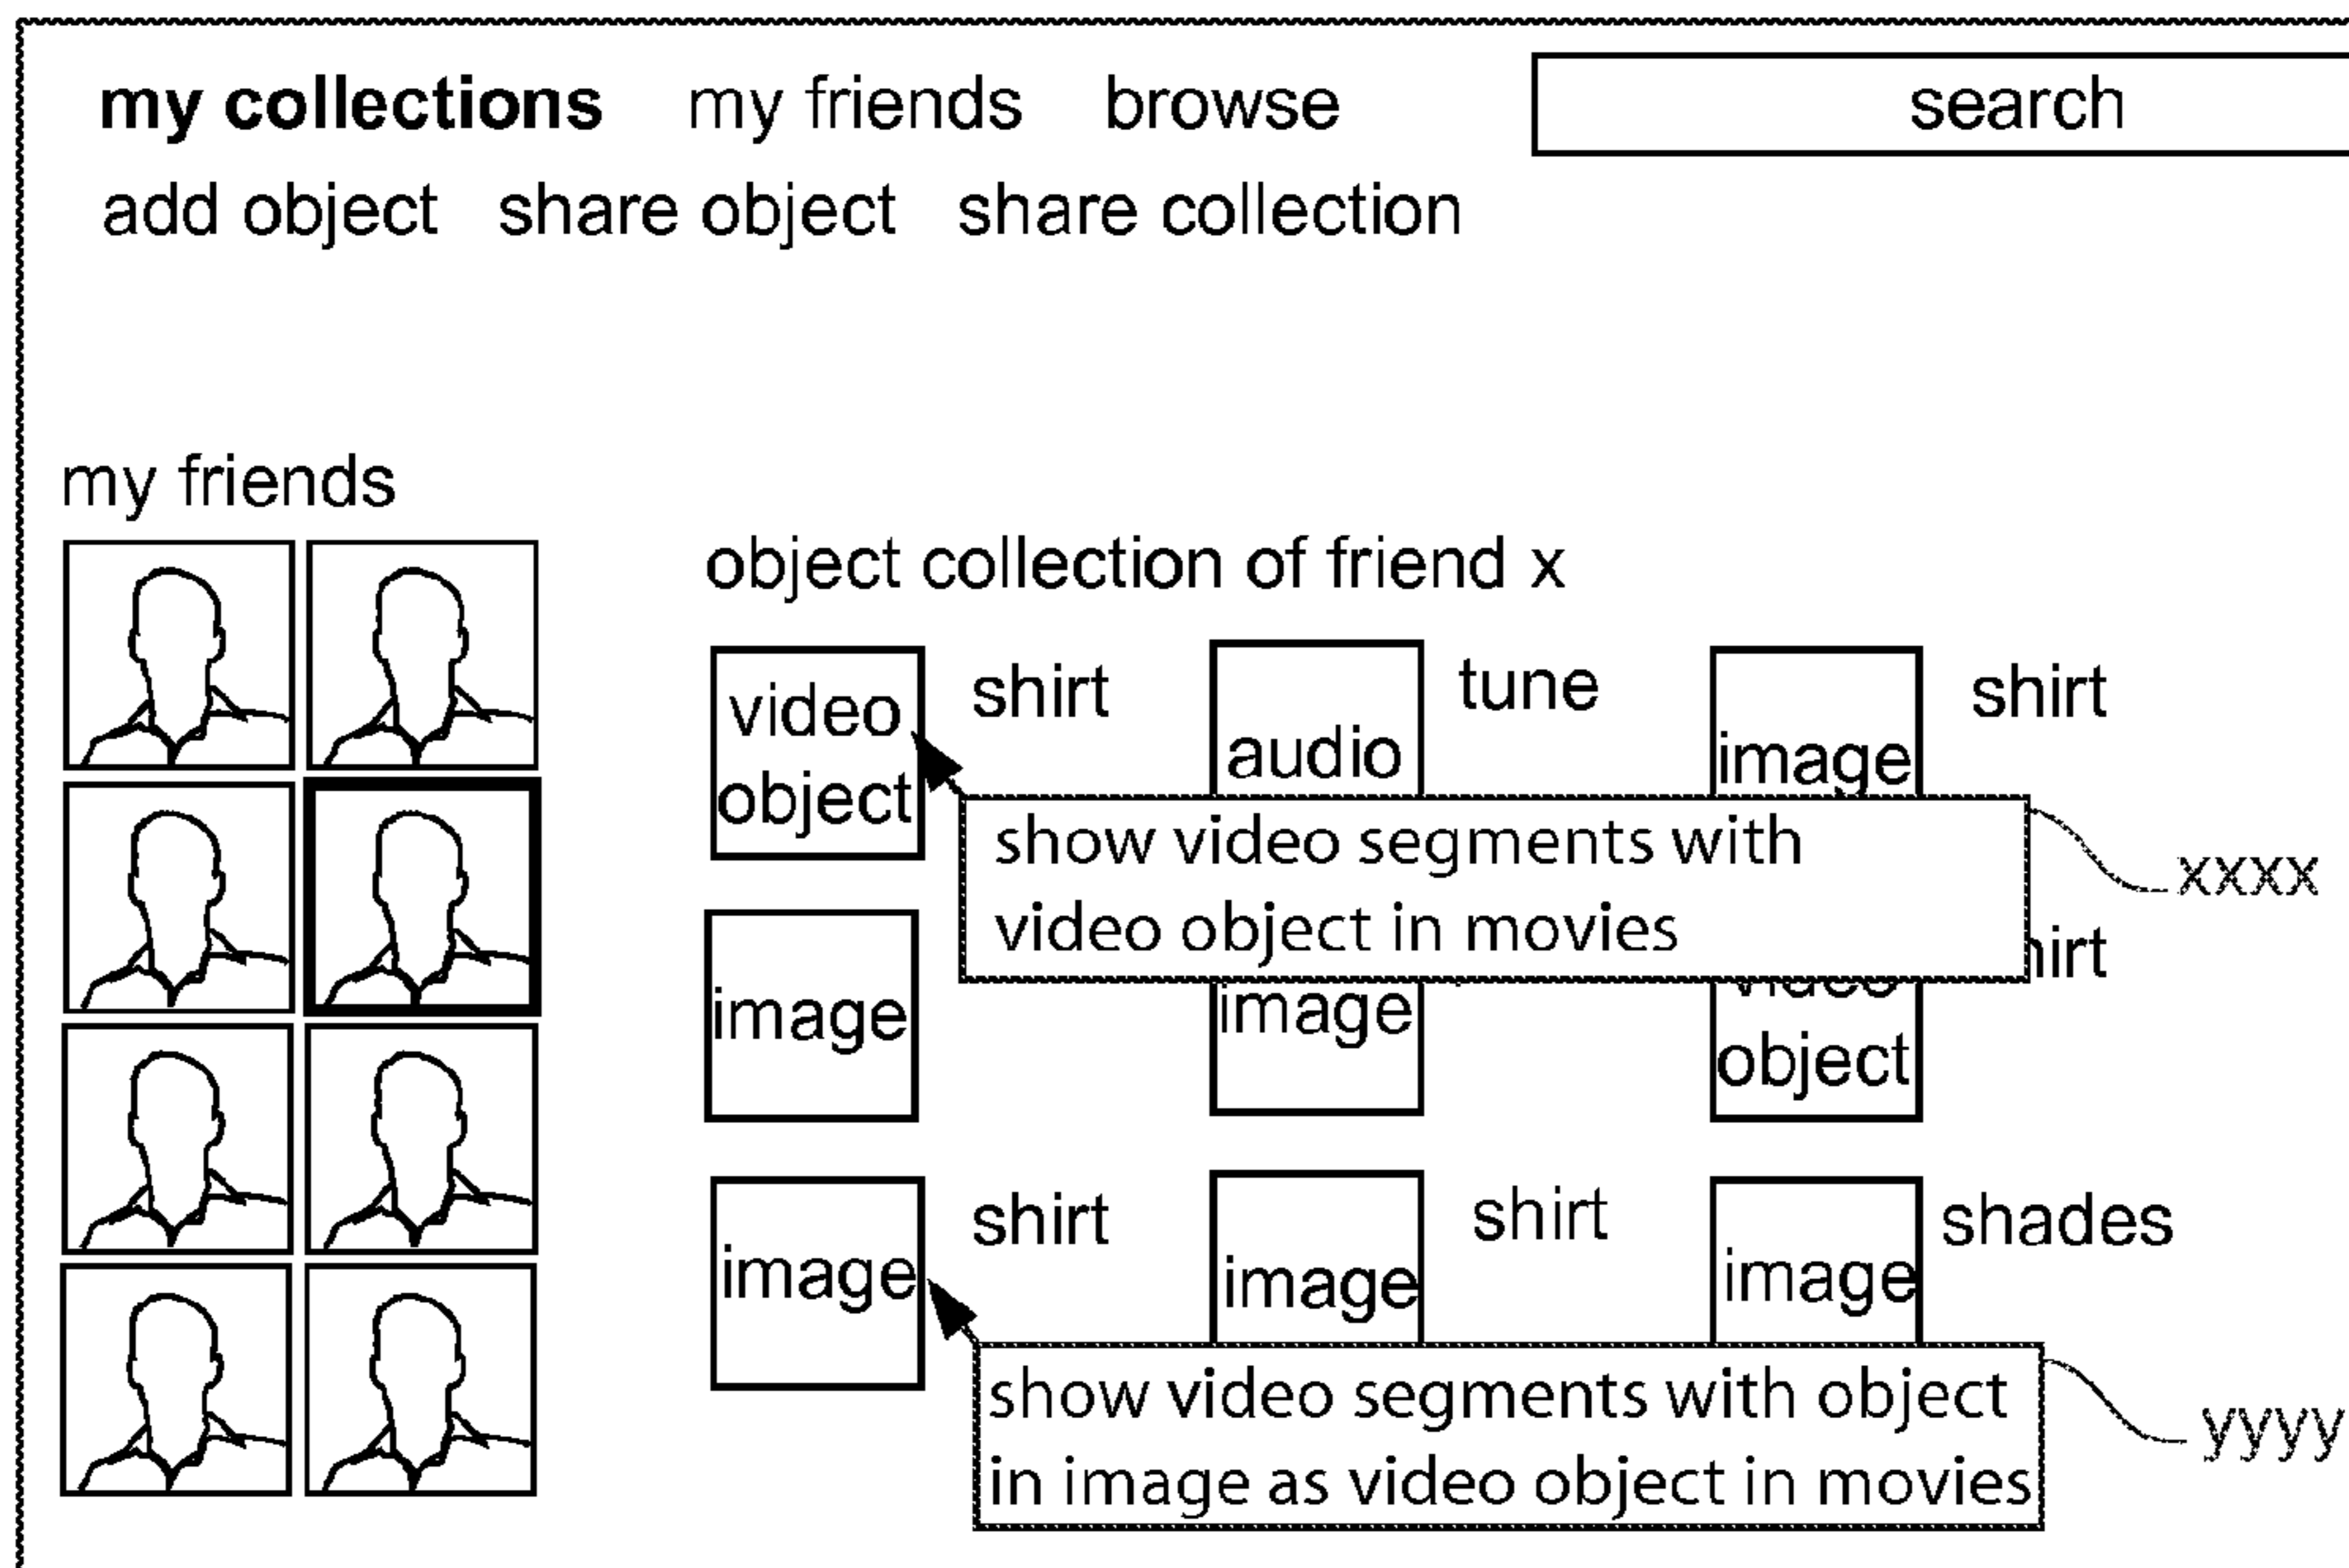 my collections my friends browse search
add object share object share collection
my friends
object collection of friend x
video object shirt audio tune image shirt
show video segments with
video object in movies
xxxx
image image object
image shirt image shirt image shades
show video segments with object
in image as video object in movies
yyyy